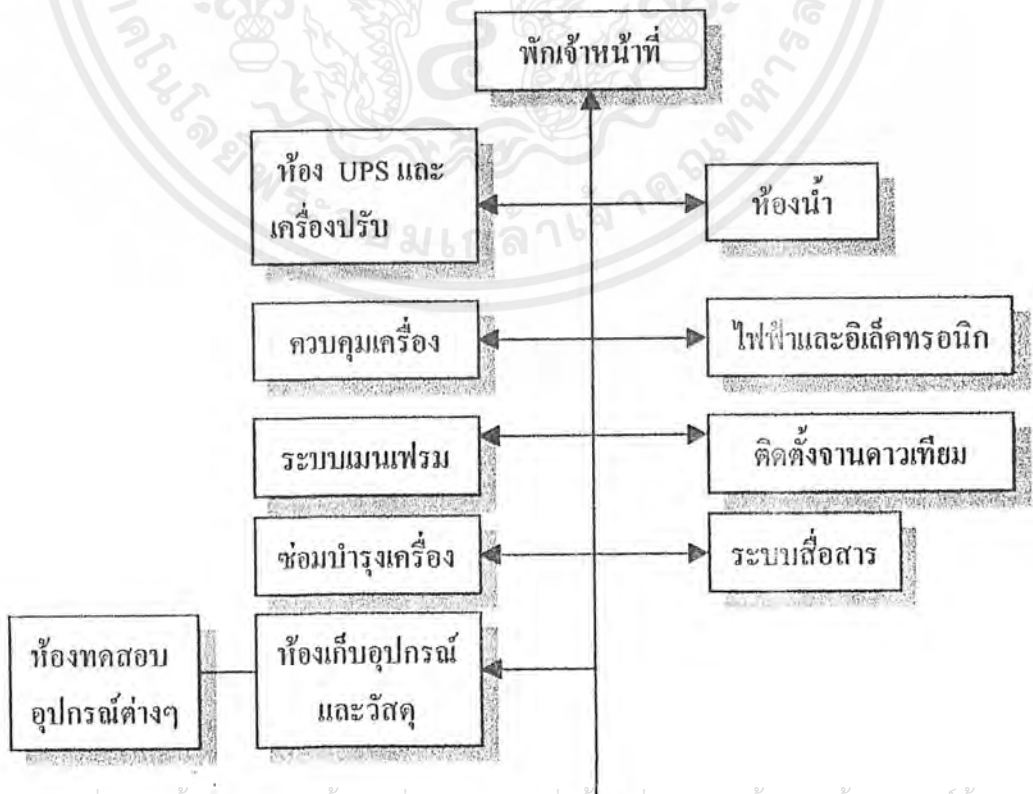 พักเจ้าหน้าที่
ห้อง UPS และ
เครื่องปรับ
ห้องน้ำ
ควบคุมเครื่อง
ไฟฟ้าและอิเล็คทรอนิก
ระบบเมนเฟรม
ติดตั้งจานดาวเทียม
ซ่อมบำรุงเครื่อง
ระบบสื่อสาร
ห้องทดสอบ
อุปกรณ์ต่างๆ
ห้องเก็บอุปกรณ์
และวัสดุ